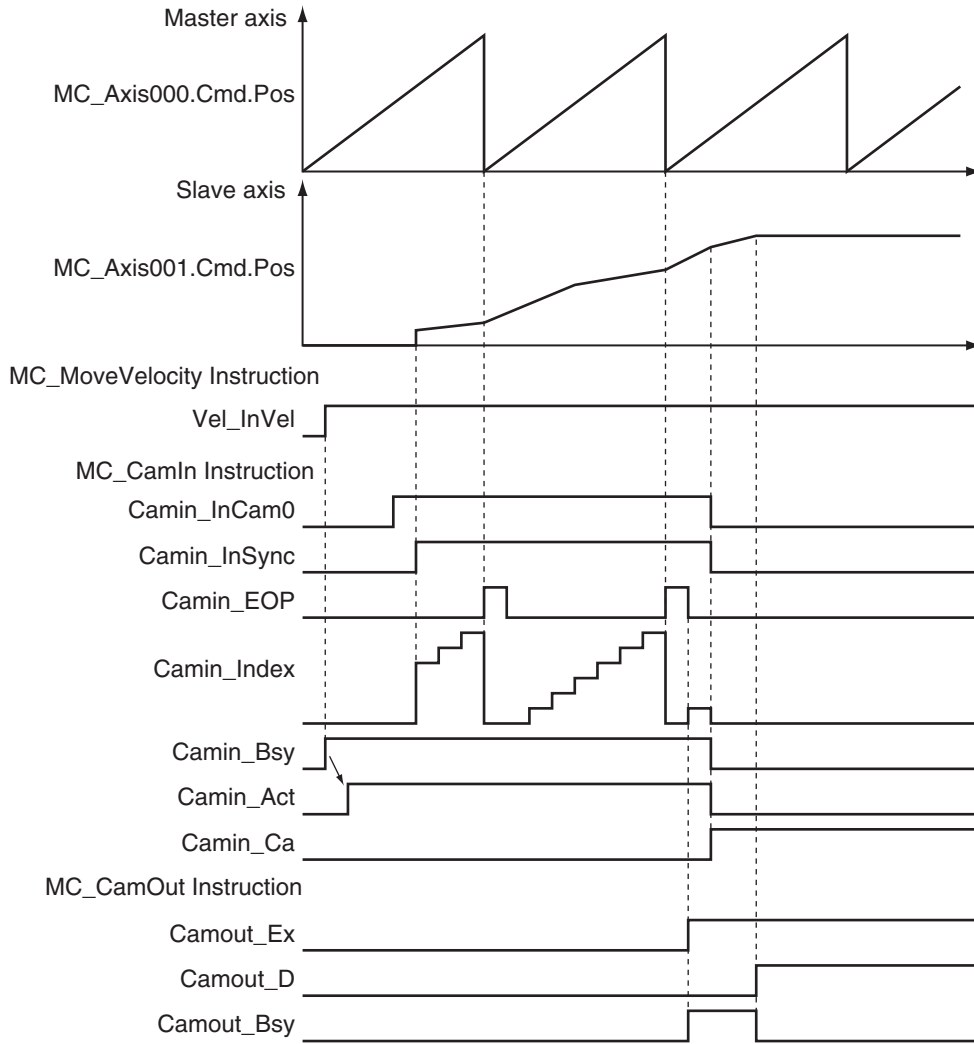 Master axis
MC_Axis000.Cmd.Pos
Slave axis
MC_Axis001.Cmd.Pos
MC_MoveVelocity Instruction
Vel_InVel
MC_CamIn Instruction
Camin_InCam0
Camin_InSync
Camin_EOP
Camin_Index
Camin_Bsy
Camin_Act
Camin_Ca
MC_CamOut Instruction
Camout_Ex
Camout_D
Camout_Bsy